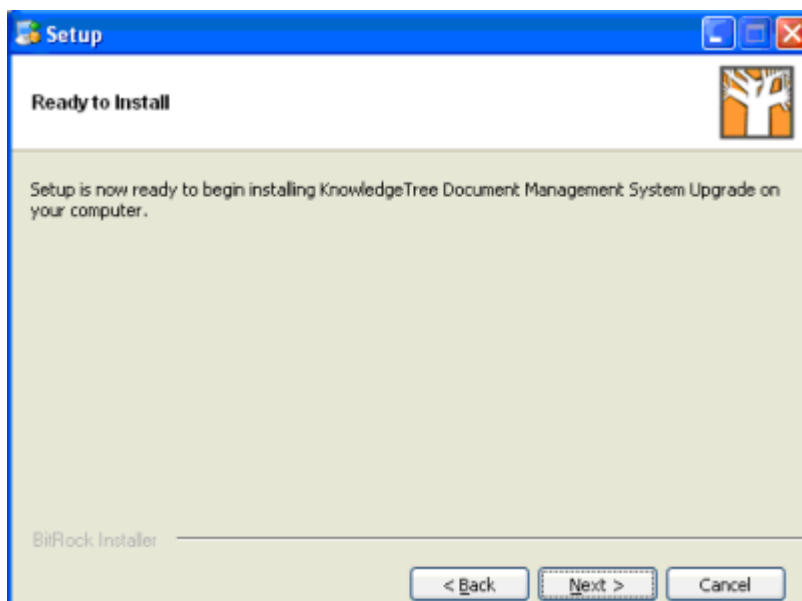 Setup
Ready to Install
Setup is now ready to begin installing KnowledgeTree Document Management System Upgrade on
your computer.
BitRock Installer
< Back
Next >
Cancel